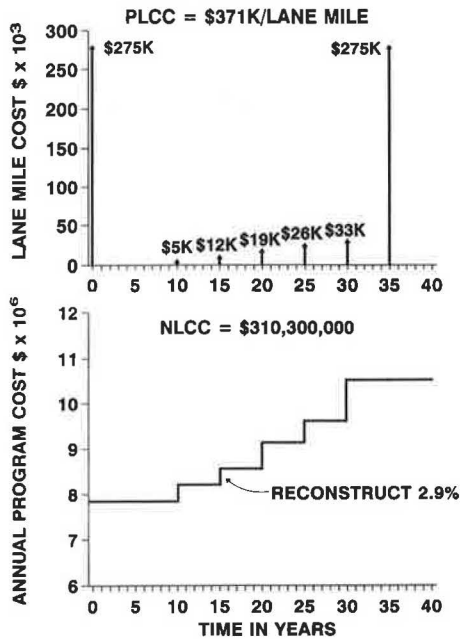 PLCC = $371K/LANE MILE
LANE MILE COST $ x 10³
300
250
200
150
100
50
0
$275K
$5K
$12K
$19K
$26K
$33K
$275K
0 5 10 15 20 25 30 35 40
ANNUAL PROGRAM COST $ x 10⁶
12
11
10
9
8
7
6
NLCC = $310,300,000
RECONSTRUCT 2.9%
0 5 10 15 20 25 30 35 40
TIME IN YEARS